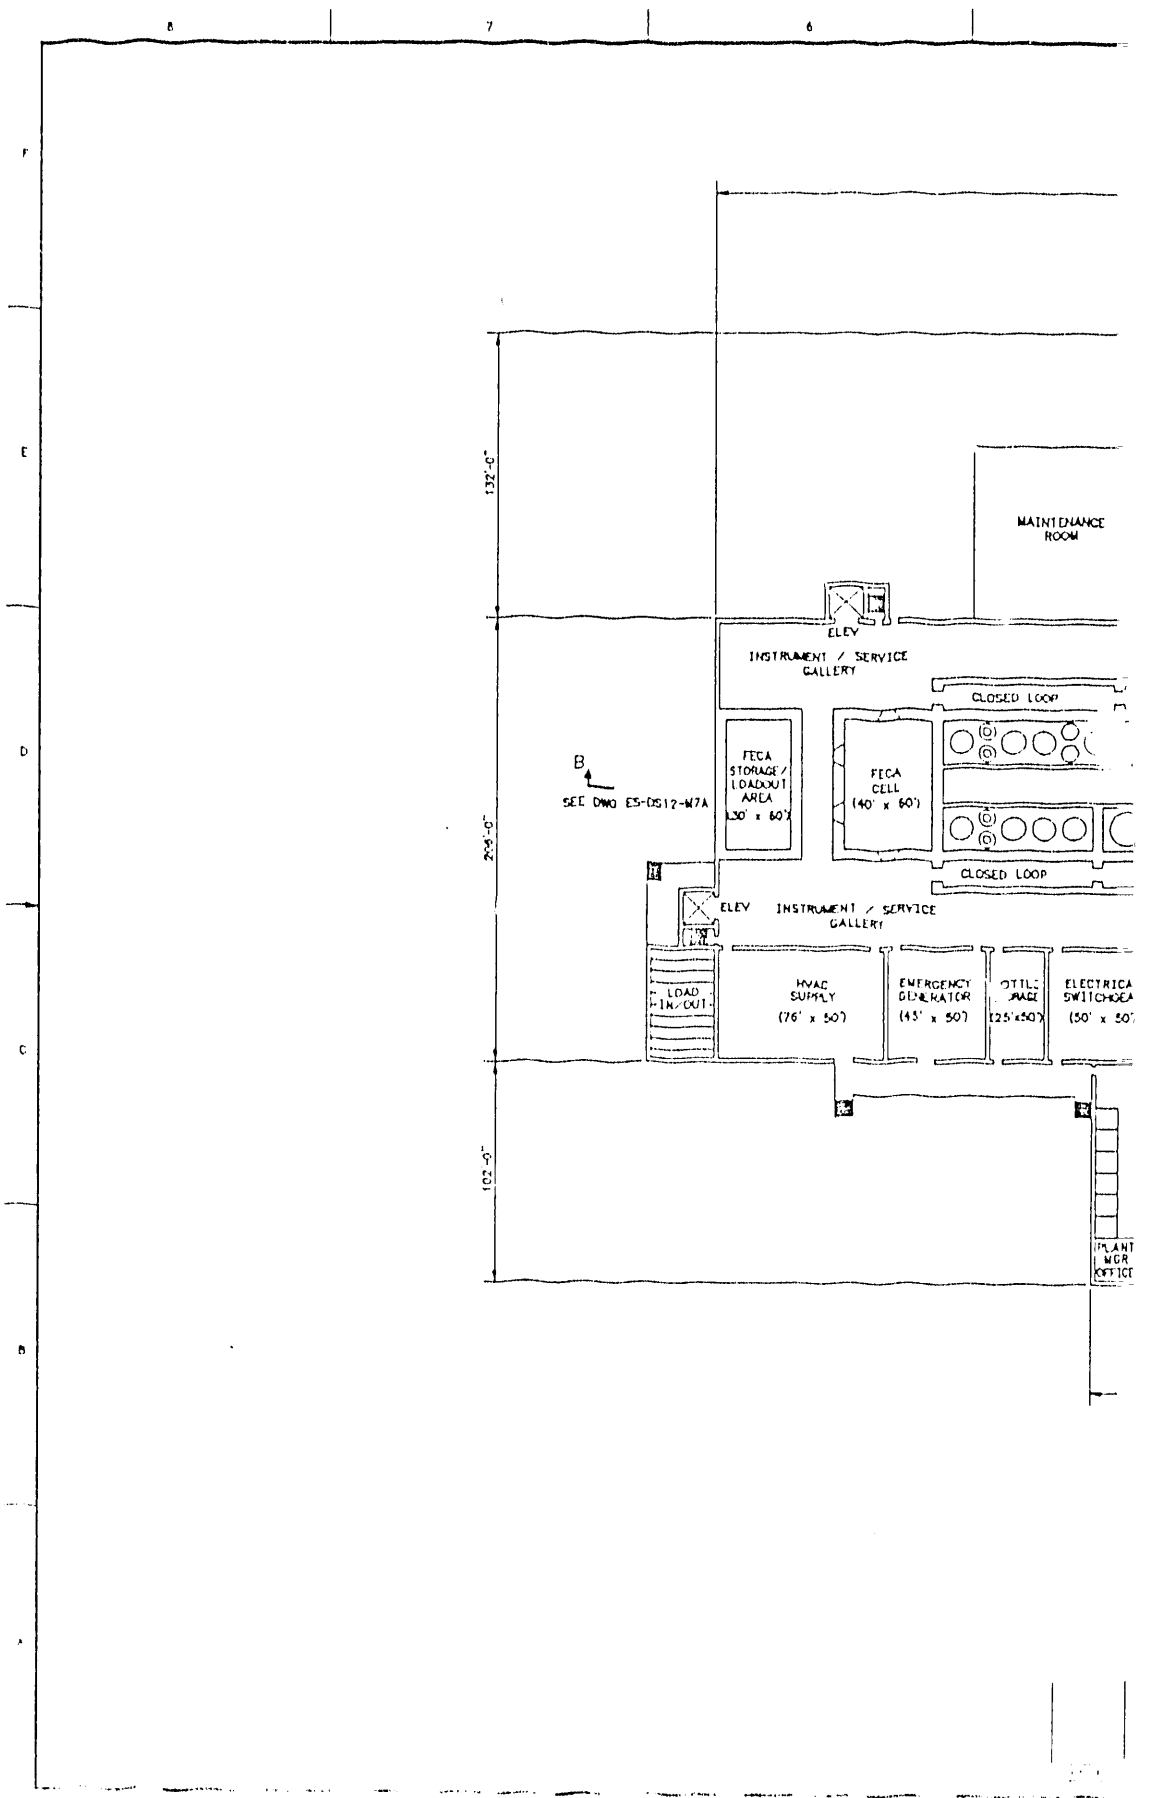 8 7 6
F
E
132'-0"
MAINTENANCE
ROOM
ELEV
INSTRUMENT / SERVICE
GALLERY
CLOSED LOOP
D
B
SEE DWG ES-DS12-M7A
FECA
STORAGE/
LOADOUT
AREA
(30' x 60')
FECA
CELL
(40' x 60')
CLOSED LOOP
ELEV
INSTRUMENT / SERVICE
GALLERY
LOAD
IN/OUT
HVAC
SUPPLY
(76' x 50')
EMERGENCY
GENERATOR
(45' x 50')
OTTLE
RAGE
(25'x50')
ELECTRICA
SWITCHGEA
(50' x 50'
C
102'-0"
PLANT
MGR
OFFICE
B
A